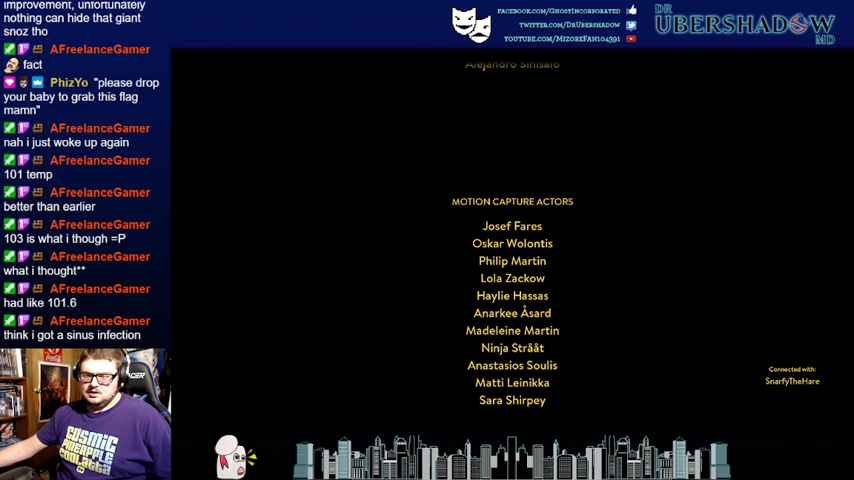 improvement, unfortunately
nothing can hide that giant
snoz tho
AFreelanceGamer
fact
PhizYo "please drop
your baby to grab this flag
mamn"
AFreelanceGamer
nah i just woke up again
AFreelanceGamer
101 temp
AFreelanceGamer
better than earlier
AFreelanceGamer
103 is what i though =P
AFreelanceGamer
what i thought**
AFreelanceGamer
had like 101.6
AFreelanceGamer
think i got a sinus infection
facebook.com/GhostIncorporated
twitter.com/DrUbershadow
youtube.com/MizoreFan104391
DR
UBERSHADOW
MD
Alejandro Sinisalo
MOTION CAPTURE ACTORS
Josef Fares
Oskar Wolontis
Philip Martin
Lola Zackow
Haylie Hassas
Anarkee Åsard
Madeleine Martin
Ninja Strååt
Anastasios Soulis
Matti Leinikka
Sara Shirpey
Connected with:
SnarfyTheHare
COSMIC
PINEAPPLE
COOLATTA